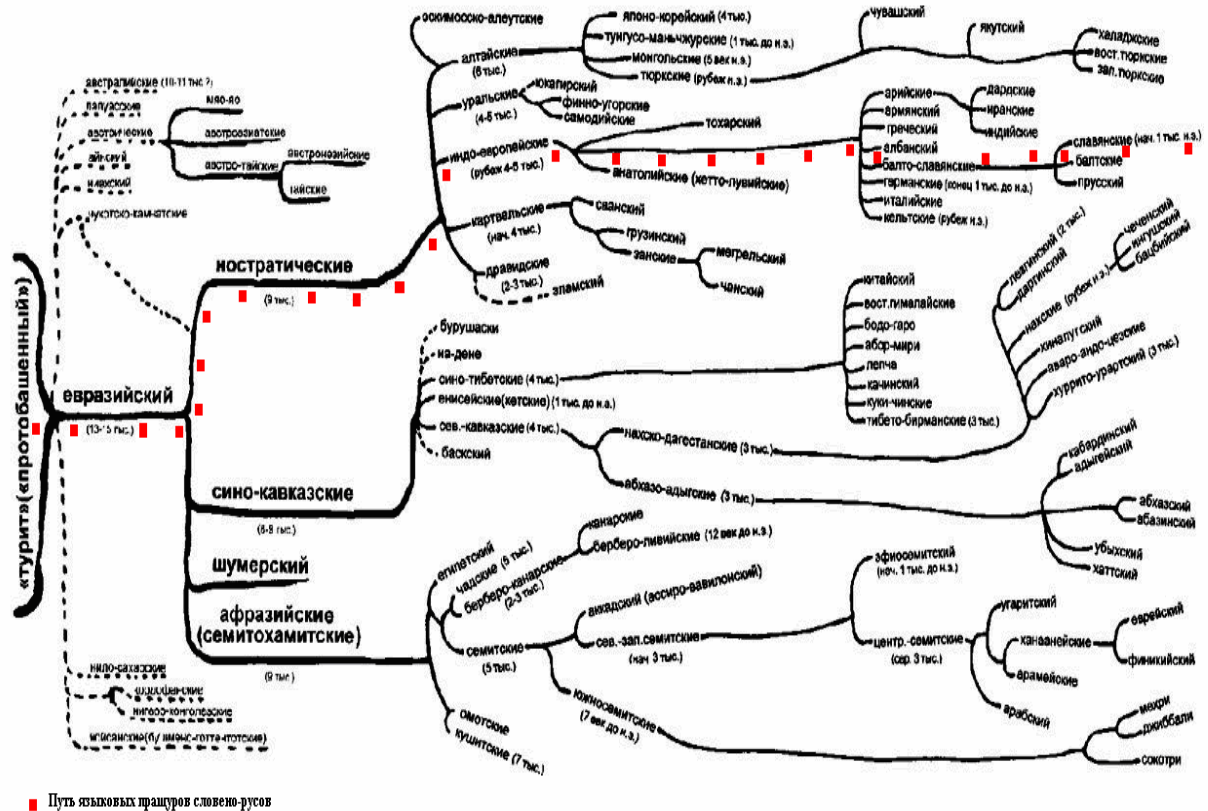 «турит»(«протобашенный»)
австралийские (10-11 тыс ?)
папуасские
австрические
айнский
нивхский
чукотско-камчатские
мяо-яо
австроазиатские
австро-тайские
австронозийские
тайские
евразийский
(13-15 тыс.)
нило-сахарские
кордофанские
нигеро-конголезские
ностратические
(9 тыс.)
сино-кавказские
(8-9 тыс.)
шумерский
афразийские
(семитохамитские)
(9 тыс.)
оскимосско-алеутские
алтайские
(6 тыс.)
японо-корейский (4 тыс.)
тунгусо-маньчжурские (1 тыс. до н.з.)
монгольские (5 век н.э.)
тюркские (рубеж н.э.)
чувашский
якутский
халаджские
вост.тюркские
зап.тюркские
уральские
(4-5 тыс.)
юкагирский
финно-угорские
самодийские
индо-европейские
(рубеж 4-5 тыс.)
тохарский
анатолийские (хетто-лувийские)
арийские
армянский
греческий
албанский
балто-славянские
германские (конец 1 тыс. до н.э.)
италийские
кельтские (рубеж н.э.)
дардские
иранские
индийские
славянские (нач. 1 тыс. н.э.)
балтские
прусский
картвельские
(нач. 4 тыс.)
сванский
грузинский
занские
мегрельский
чанский
дравидские
(2-3 тыс.)
эламский
бурушаски
на-дене
сино-тибетские (4 тыс.)
енисейские(кетские) (1 тыс. до н.э.)
сев.-кавказские (4 тыс.)
баскский
китайский
вост.гималайские
бодо-гаро
абор-мири
лепча
качинский
куки-чинские
тибето-бирманские (3 тыс.)
нахско-дагестанские (3 тыс.)
абхазо-адыгские (3 тыс.)
лезгинский (2 тыс.)
даргинский
нахские (рубеж н.э.)
чеченский
ингушский
бацбийский
хиналугский
аваро-андо-цезские
хуррито-урартский (3 тыс.)
кабардинский
адыгейский
абхазский
абазинский
убыхский
хаттский
египетский
чадские (5 тыс.)
берберо-канарские
(2-3 тыс.)
канарские
берберо-ливийские (12 век до н.э.)
семитские
(5 тыс.)
аккадский (ассиро-вавилонский)
сев.-зап.семитские
(нач 3 тыс.)
южносемитские
(7 век до н.э.)
эфиосемитский
(нач. 1 тыс. до н.э.)
центр.-семитские
(сер. 3 тыс.)
угаритский
ханаанейские
еврейский
финикийский
арамейские
арабский
мехри
джиббали
сокотри
омотские
кушитские (7 тыс.)
Путь языковых пращуров словено-русов